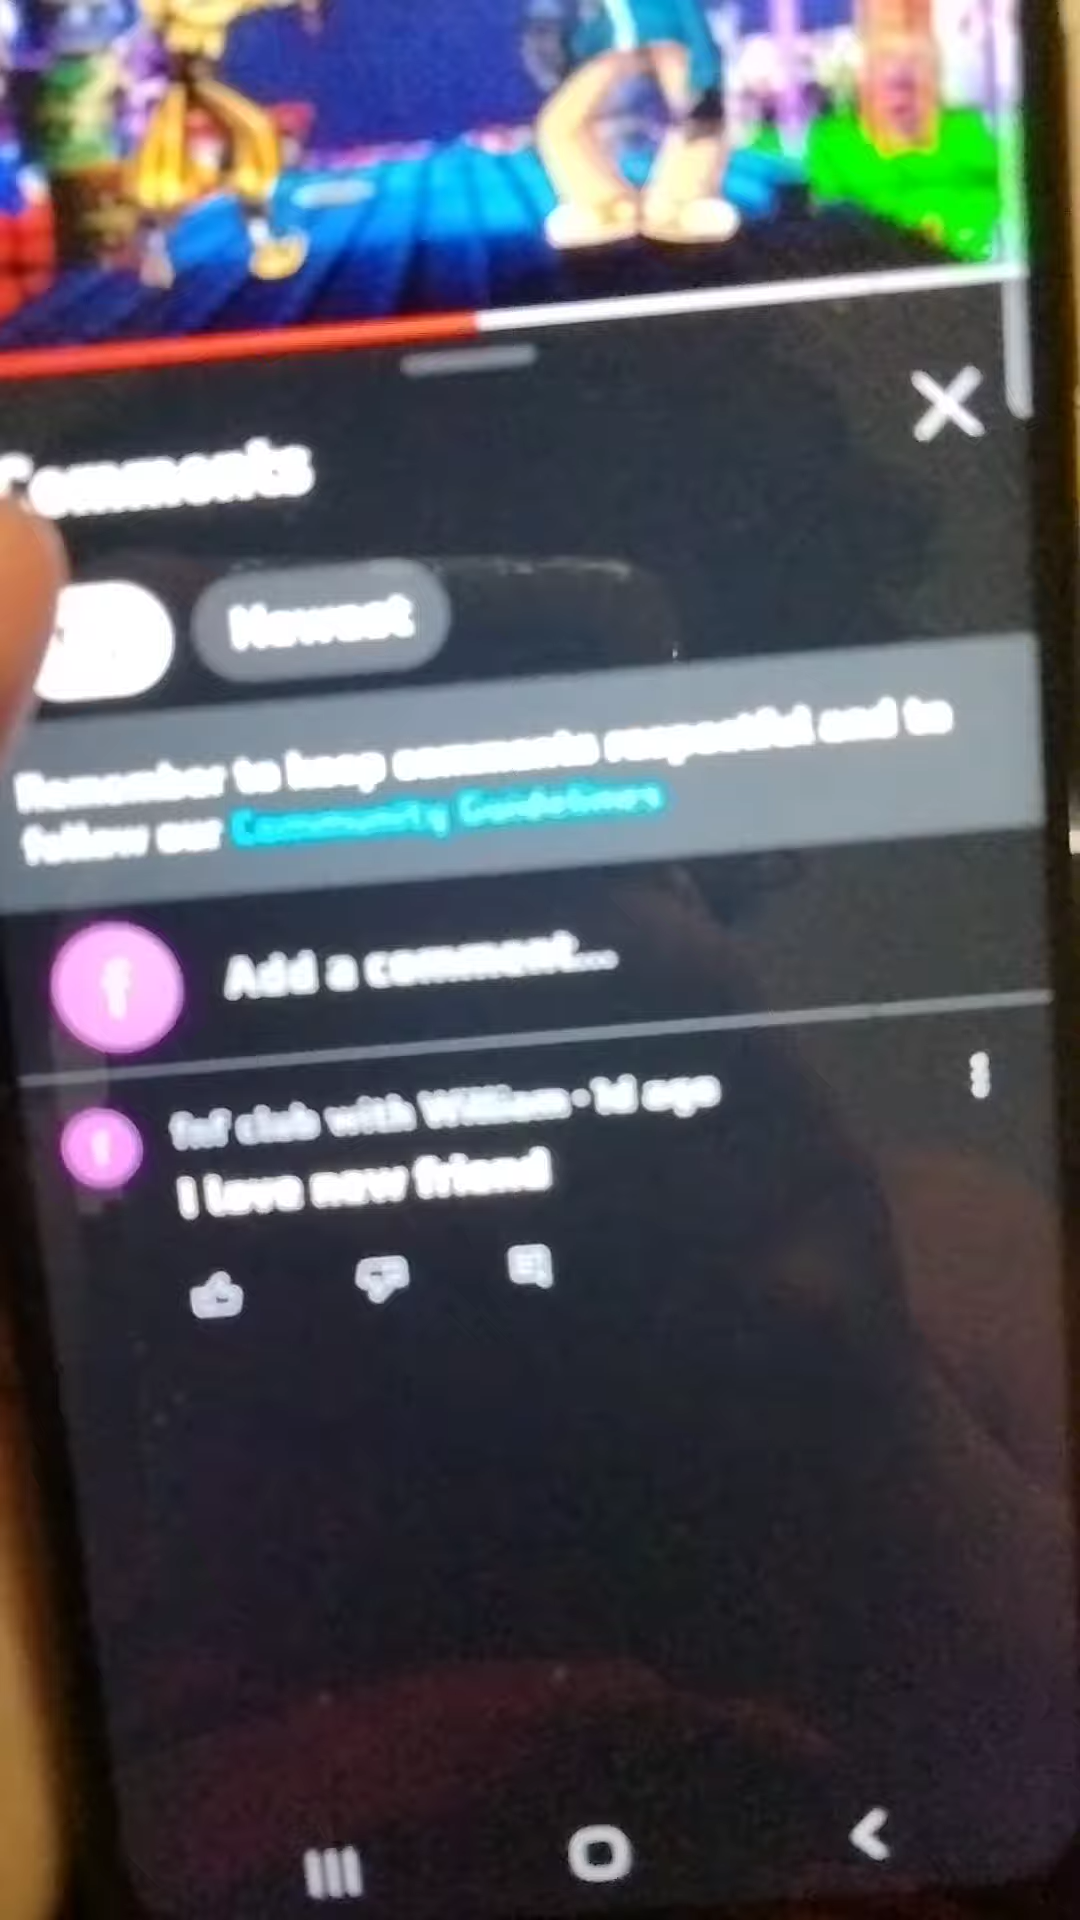 Comments
Newest
Remember to keep comments respectful and to
follow our Community Guidelines
f
Add a comment...
f
fnf club with William • 1d ago
I love new friend